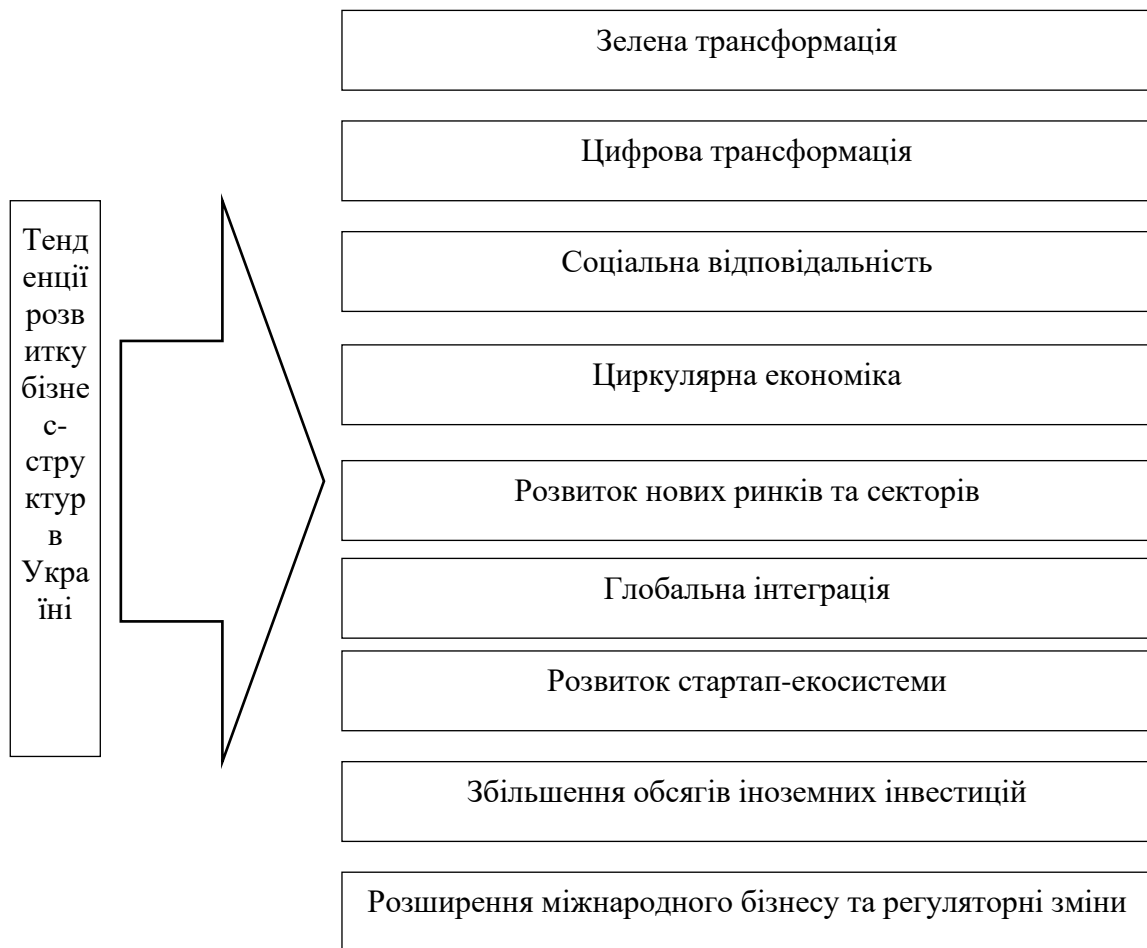 Зелена трансформація
Цифрова трансформація
Тенд
енції
розв
итку
бізне
с-
стру
ктур
в
Укра
їні
Соціальна відповідальність
Циркулярна економіка
Розвиток нових ринків та секторів
Глобальна інтеграція
Розвиток стартап-екосистеми
Збільшення обсягів іноземних інвестицій
Розширення міжнародного бізнесу та регуляторні зміни